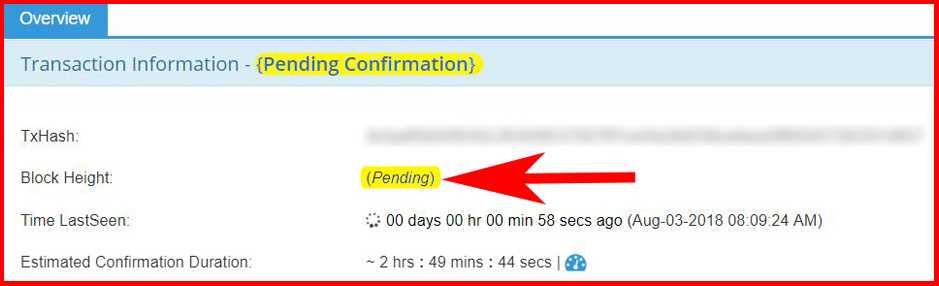 Overview
Transaction Information - {Pending Confirmation}
TxHash:
Block Height: (Pending)
Time LastSeen: 00 days 00 hr 00 min 58 secs ago (Aug-03-2018 08:09:24 AM)
Estimated Confirmation Duration: ~ 2 hrs : 49 mins : 44 secs |